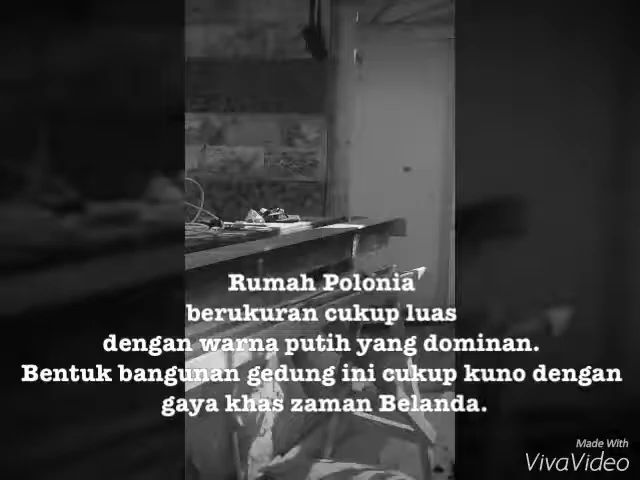 Rumah Polonia
berukuran cukup luas
dengan warna putih yang dominan.
Bentuk bangunan gedung ini cukup kuno dengan
gaya khas zaman Belanda.
Made With
VivaVideo